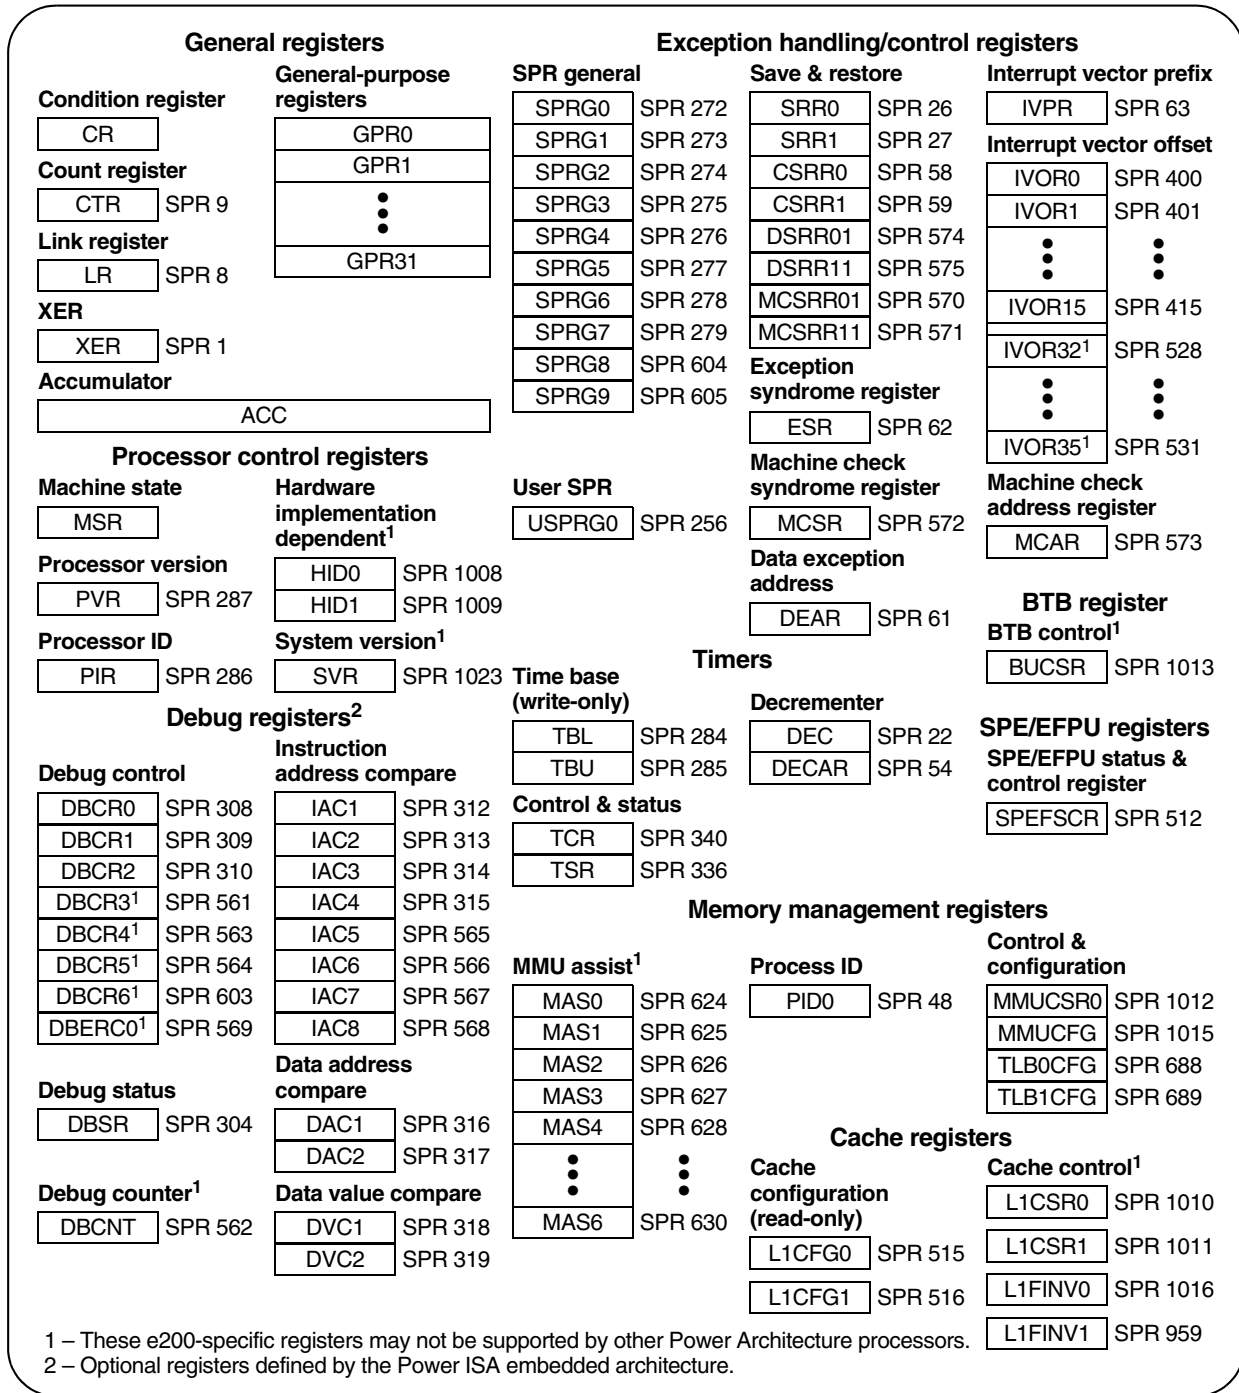 General registers
Condition register
CR
Count register
CTR SPR 9
Link register
LR SPR 8
XER
XER SPR 1
General-purpose
registers
GPR0
GPR1
GPR31
Accumulator
ACC
Exception handling/control registers
SPR general
SPRG0 SPR 272
SPRG1 SPR 273
SPRG2 SPR 274
SPRG3 SPR 275
SPRG4 SPR 276
SPRG5 SPR 277
SPRG6 SPR 278
SPRG7 SPR 279
SPRG8 SPR 604
SPRG9 SPR 605
User SPR
USPRG0 SPR 256
Save & restore
SRR0 SPR 26
SRR1 SPR 27
CSRR0 SPR 58
CSRR1 SPR 59
DSRR01 SPR 574
DSRR11 SPR 575
MCSRR01 SPR 570
MCSRR11 SPR 571
Exception
syndrome register
ESR SPR 62
Machine check
syndrome register
MCSR SPR 572
Data exception
address
DEAR SPR 61
Interrupt vector prefix
IVPR SPR 63
Interrupt vector offset
IVOR0 SPR 400
IVOR1 SPR 401
IVOR15 SPR 415
IVOR32¹ SPR 528
IVOR35¹ SPR 531
Machine check
address register
MCAR SPR 573
Processor control registers
Machine state
MSR
Processor version
PVR SPR 287
Processor ID
PIR SPR 286
Hardware
implementation
dependent¹
HID0 SPR 1008
HID1 SPR 1009
System version¹
SVR SPR 1023
BTB register
BTB control¹
BUCSR SPR 1013
Timers
Time base
(write-only)
TBL SPR 284
TBU SPR 285
Control & status
TCR SPR 340
TSR SPR 336
Decrementer
DEC SPR 22
DECAR SPR 54
SPE/EFPU registers
SPE/EFPU status &
control register
SPEFSCR SPR 512
Debug registers²
Debug control
DBCR0 SPR 308
DBCR1 SPR 309
DBCR2 SPR 310
DBCR3¹ SPR 561
DBCR4¹ SPR 563
DBCR5¹ SPR 564
DBCR6¹ SPR 603
DBERC0¹ SPR 569
Debug status
DBSR SPR 304
Debug counter¹
DBCNT SPR 562
Instruction
address compare
IAC1 SPR 312
IAC2 SPR 313
IAC3 SPR 314
IAC4 SPR 315
IAC5 SPR 565
IAC6 SPR 566
IAC7 SPR 567
IAC8 SPR 568
Data address
compare
DAC1 SPR 316
DAC2 SPR 317
Data value compare
DVC1 SPR 318
DVC2 SPR 319
Memory management registers
MMU assist¹
MAS0 SPR 624
MAS1 SPR 625
MAS2 SPR 626
MAS3 SPR 627
MAS4 SPR 628
MAS6 SPR 630
Process ID
PID0 SPR 48
Control &
configuration
MMUCSR0 SPR 1012
MMUCFG SPR 1015
TLB0CFG SPR 688
TLB1CFG SPR 689
Cache registers
Cache
configuration
(read-only)
L1CFG0 SPR 515
L1CFG1 SPR 516
Cache control¹
L1CSR0 SPR 1010
L1CSR1 SPR 1011
L1FINV0 SPR 1016
L1FINV1 SPR 959
1 – These e200-specific registers may not be supported by other Power Architecture processors.
2 – Optional registers defined by the Power ISA embedded architecture.